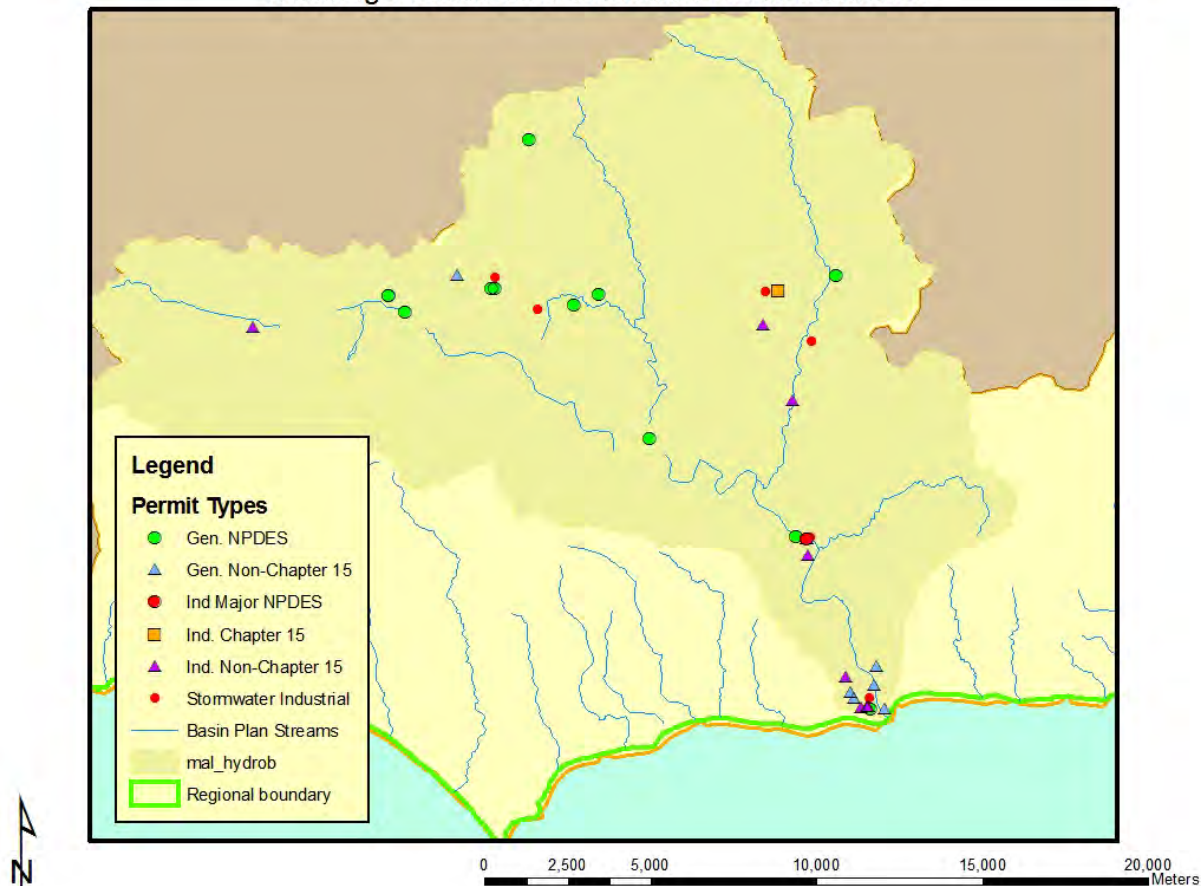 Legend
Permit Types
Gen. NPDES
Gen. Non-Chapter 15
Ind Major NPDES
Ind. Chapter 15
Ind. Non-Chapter 15
Stormwater Industrial
Basin Plan Streams
mal_hydrob
Regional boundary
N
0 2,500 5,000 10,000 15,000 20,000
Meters